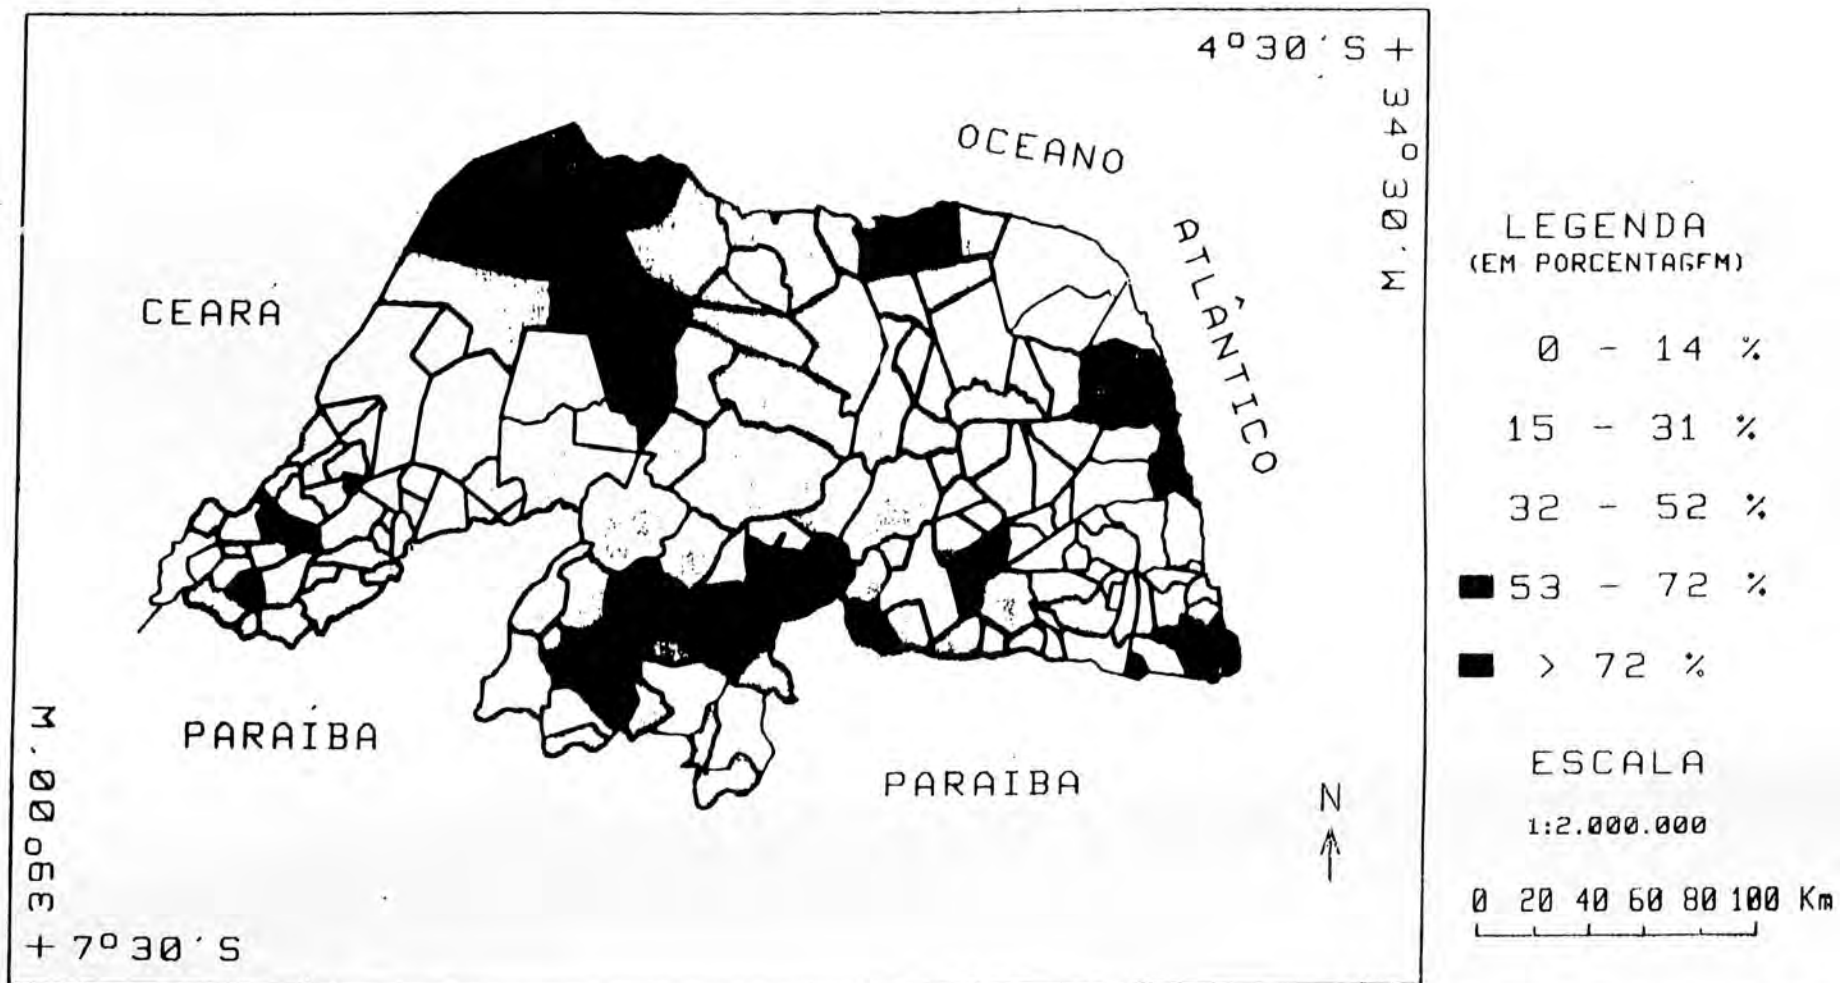 4°30'S +
34°30'W
OCEANO
ATLÂNTICO
CEARÁ
PARAÍBA
PARAIBA
N
39°00'W
+ 7°30'S
LEGENDA
(EM PORCENTAGEM)
0 - 14 %
15 - 31 %
32 - 52 %
53 - 72 %
> 72 %
ESCALA
1:2.000.000
0 20 40 60 80 100 Km